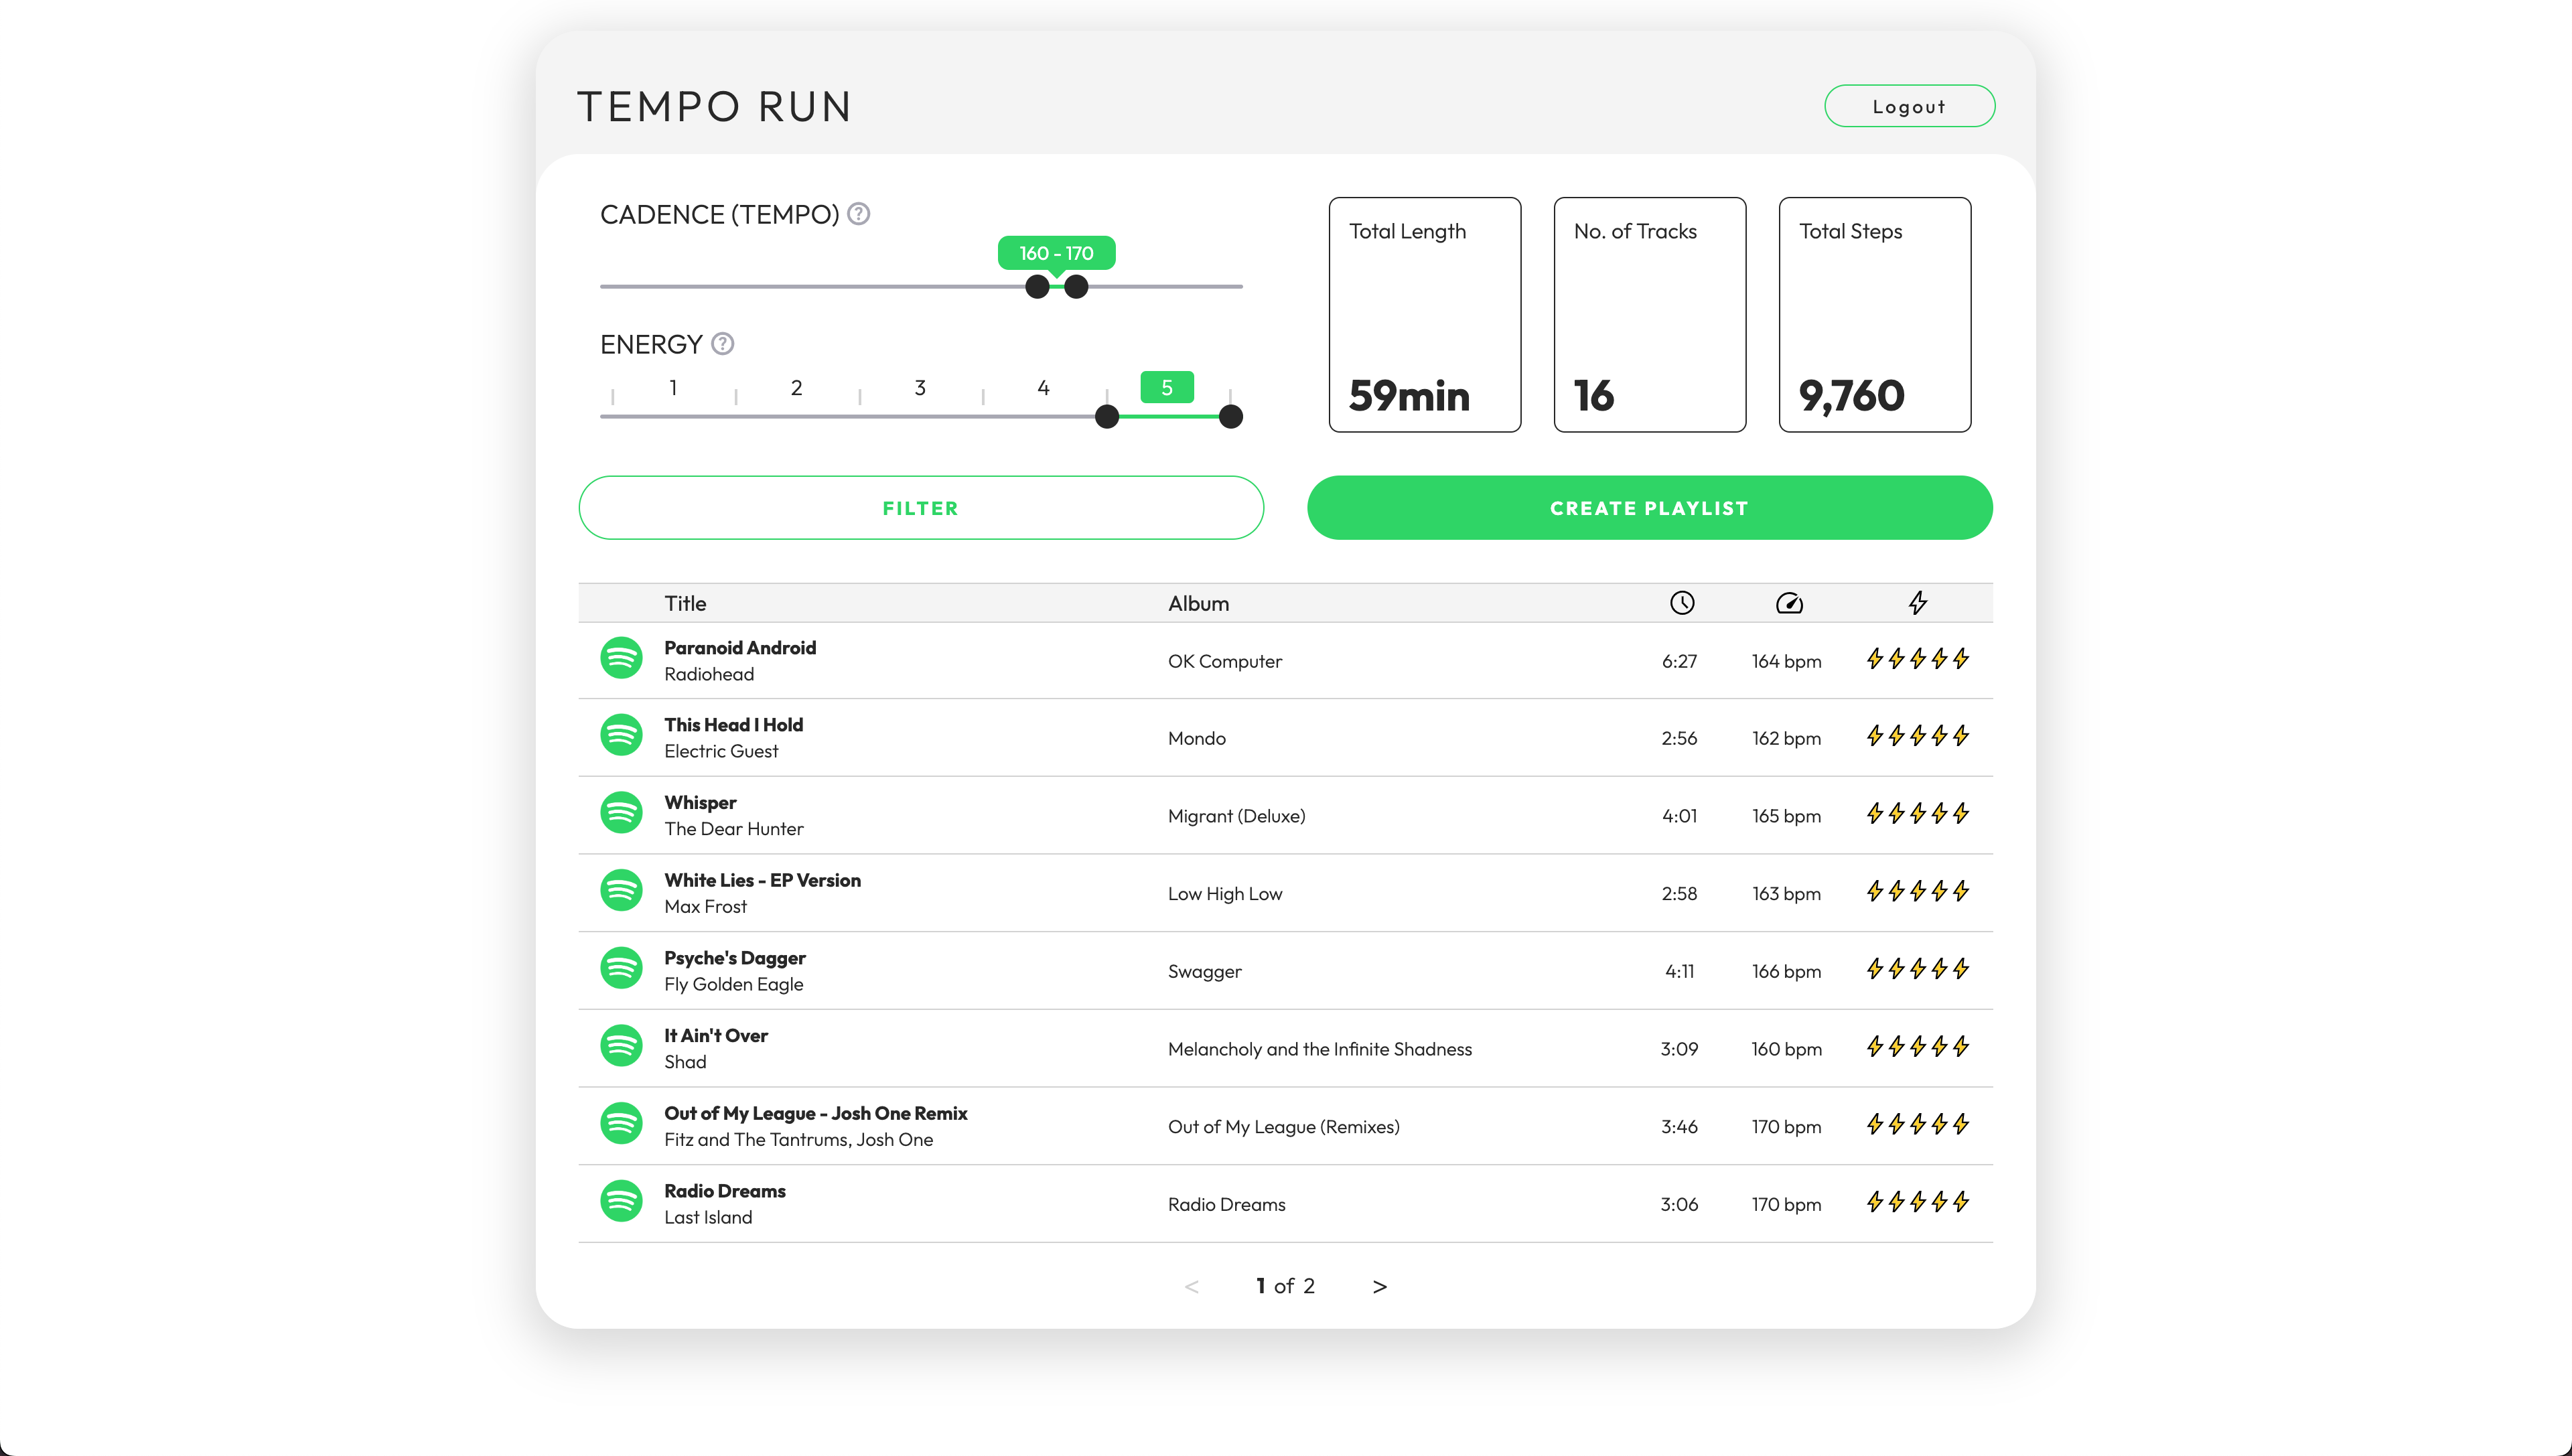 TEMPO RUN
Logout
CADENCE (TEMPO) ?
160 - 170
ENERGY ?
1 2 3 4 5
Total Length
59min
No. of Tracks
16
Total Steps
9,760
FILTER
CREATE PLAYLIST
Title Album
Paranoid Android
Radiohead
OK Computer 6:27 164 bpm
This Head I Hold
Electric Guest
Mondo 2:56 162 bpm
Whisper
The Dear Hunter
Migrant (Deluxe) 4:01 165 bpm
White Lies - EP Version
Max Frost
Low High Low 2:58 163 bpm
Psyche's Dagger
Fly Golden Eagle
Swagger 4:11 166 bpm
It Ain't Over
Shad
Melancholy and the Infinite Shadness 3:09 160 bpm
Out of My League - Josh One Remix
Fitz and The Tantrums, Josh One
Out of My League (Remixes) 3:46 170 bpm
Radio Dreams
Last Island
Radio Dreams 3:06 170 bpm
< 1 of 2 >